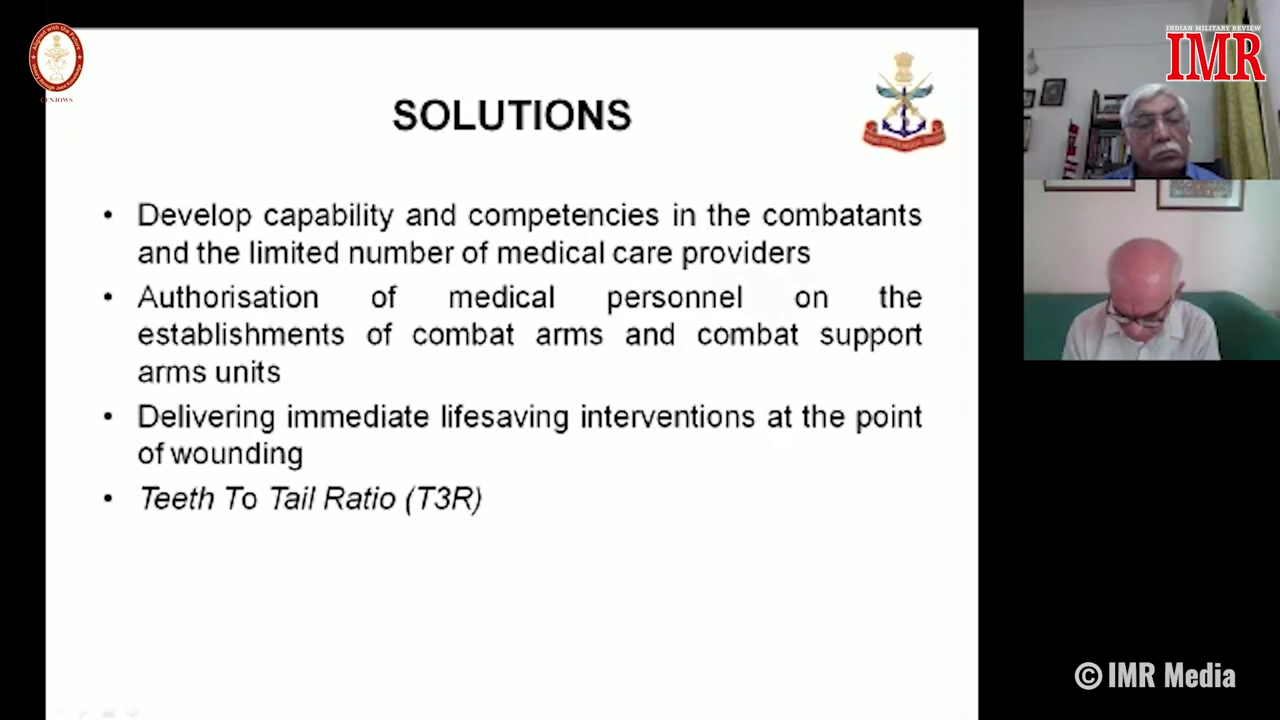 CENJOWS
SOLUTIONS
• Develop capability and competencies in the combatants
and the limited number of medical care providers
• Authorisation of medical personnel on the
establishments of combat arms and combat support
arms units
• Delivering immediate lifesaving interventions at the point
of wounding
• Teeth To Tail Ratio (T3R)
INDIAN MILITARY REVIEW
IMR
© IMR Media